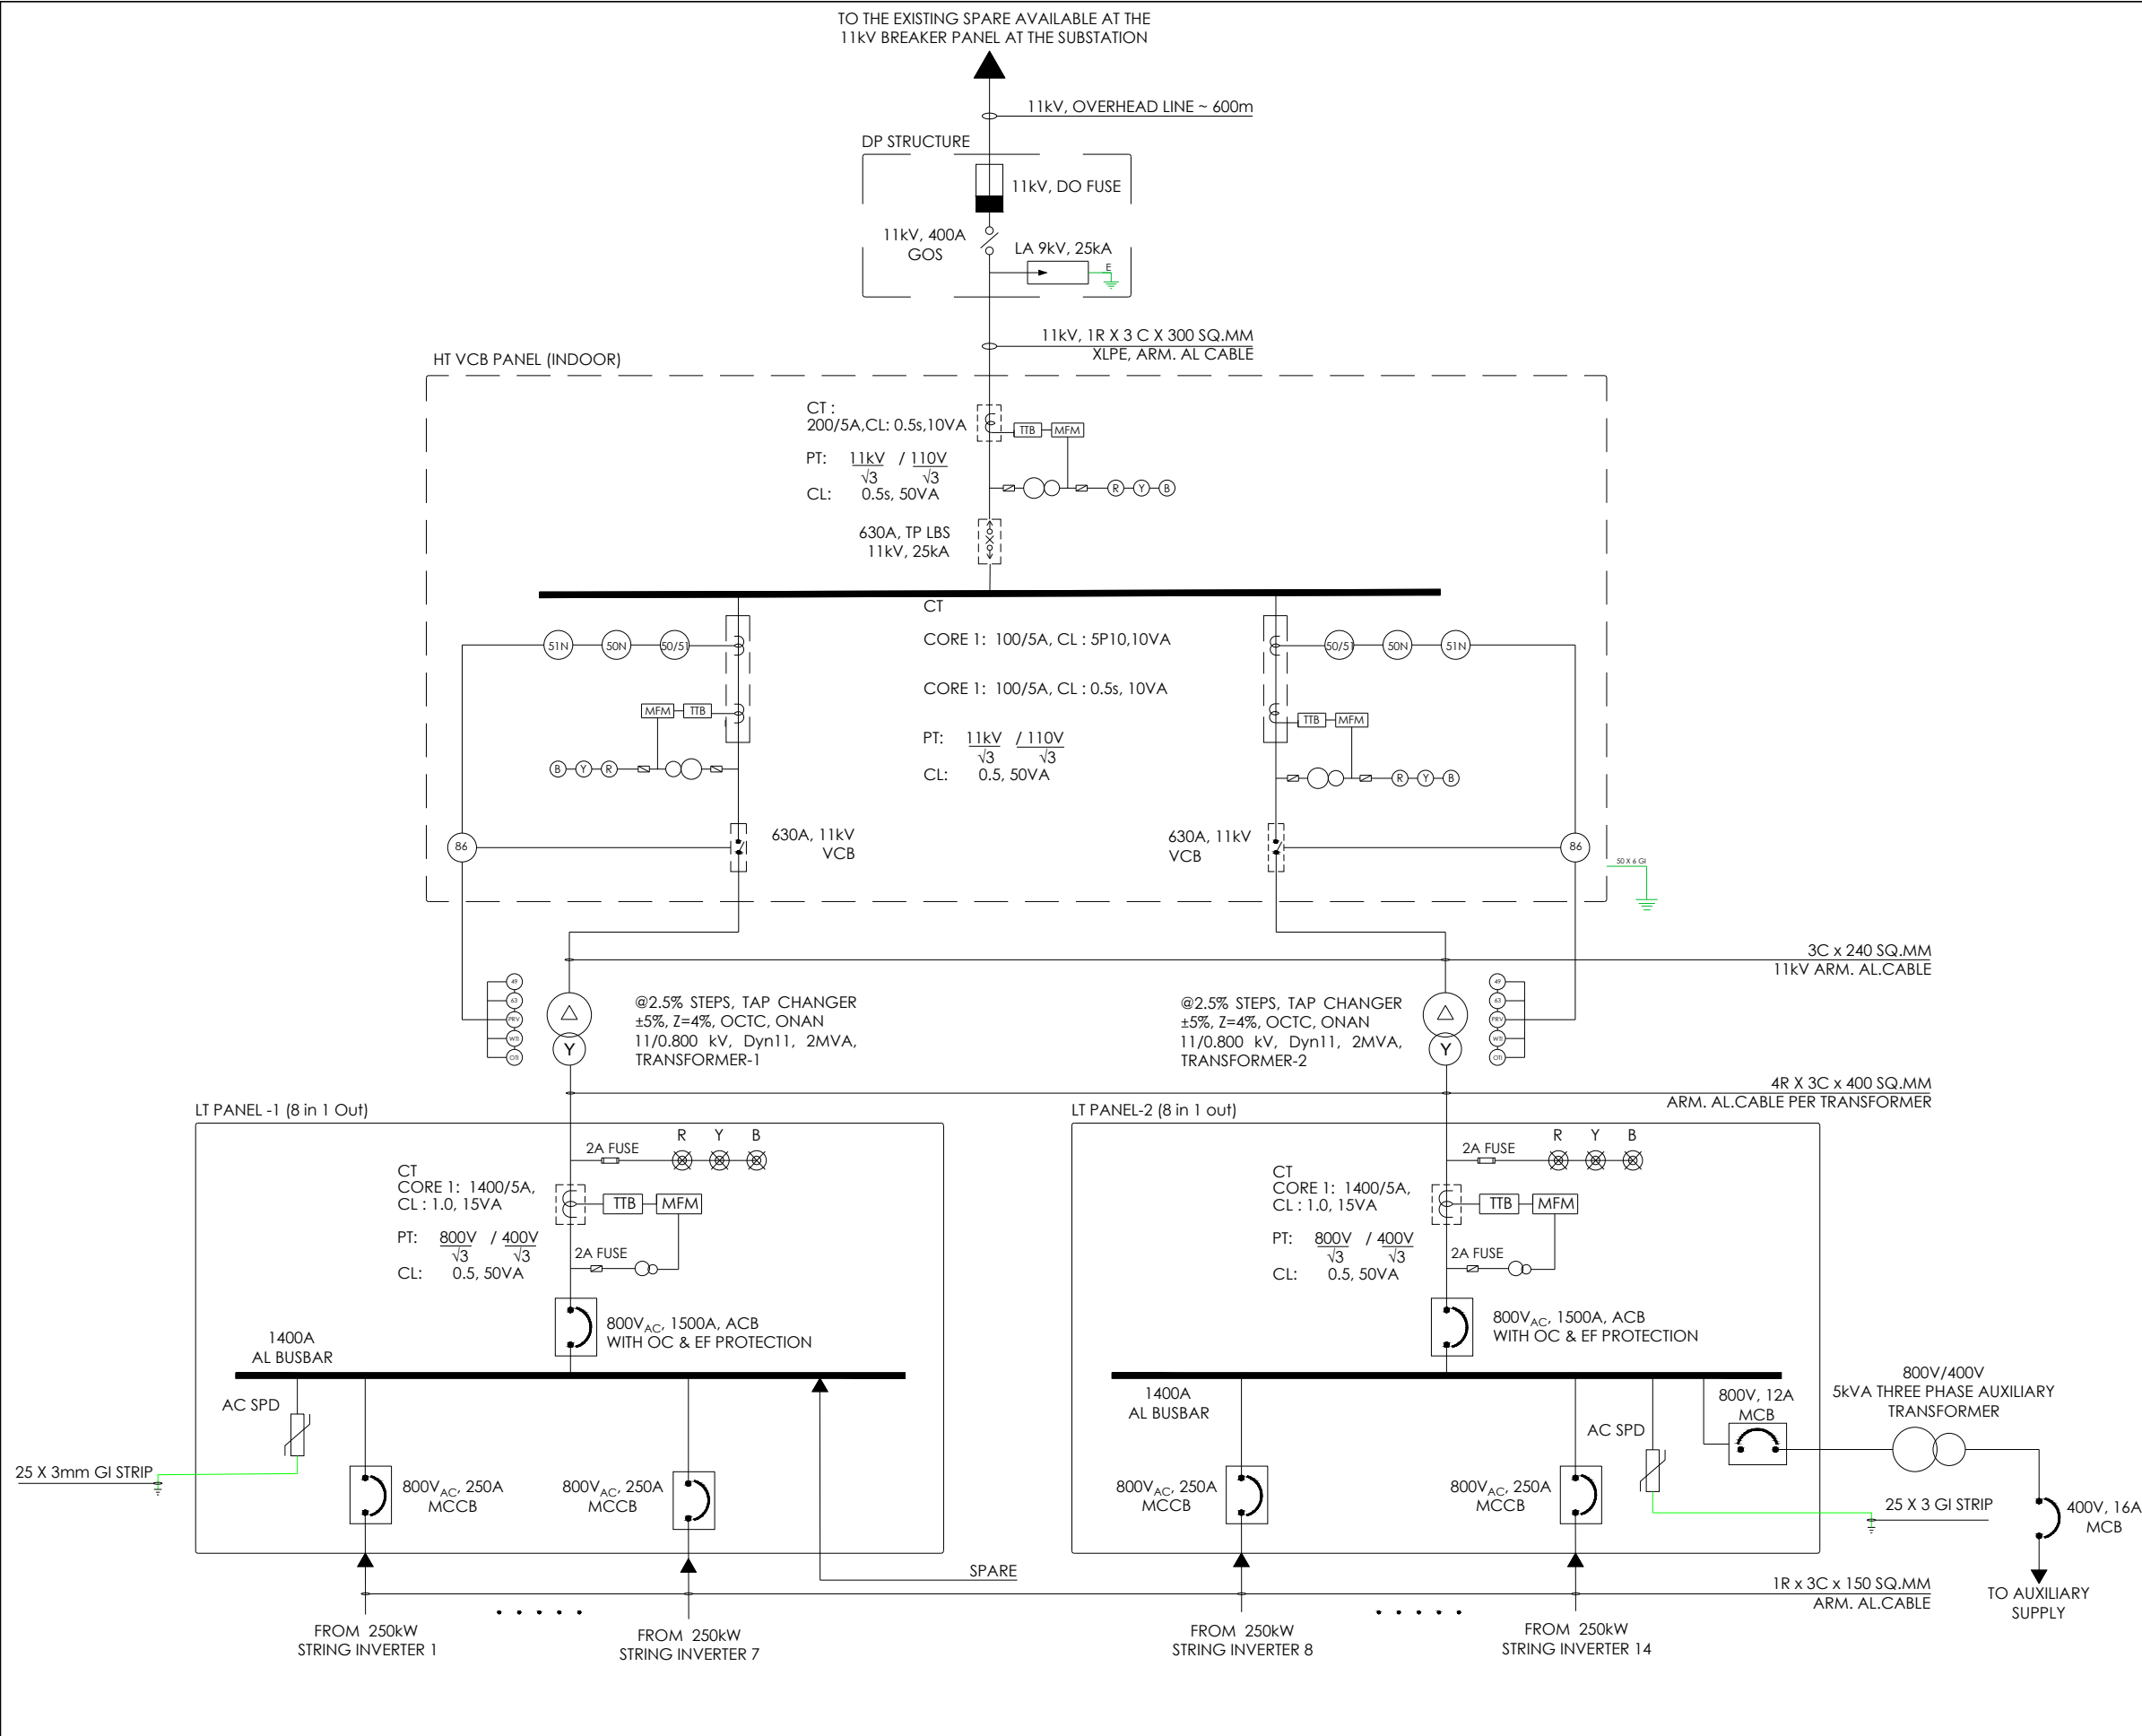 TO THE EXISTING SPARE AVAILABLE AT THE
11kV BREAKER PANEL AT THE SUBSTATION
11kV, OVERHEAD LINE ~ 600m
DP STRUCTURE
11kV, DO FUSE
11kV, 400A
GOS
LA 9kV, 25kA
E
11kV, 1R X 3 C X 300 SQ.MM
XLPE, ARM. AL CABLE
HT VCB PANEL (INDOOR)
CT :
200/5A,CL: 0.5s,10VA
TTB MFM
PT: 11kV / 110V
√3 √3
CL: 0.5s, 50VA
R Y B
630A, TP LBS
11kV, 25kA
CT
CORE 1: 100/5A, CL : 5P10,10VA
CORE 1: 100/5A, CL : 0.5s, 10VA
PT: 11kV / 110V
√3 √3
CL: 0.5, 50VA
51N 50N 50/51
50/51 50N 51N
MFM TTB
TTB MFM
B Y R
R Y B
86
630A, 11kV
VCB
630A, 11kV
VCB
86
50 X 6 GI
3C x 240 SQ.MM
11kV ARM. AL.CABLE
49
63
PRV
WTI
OTI
@2.5% STEPS, TAP CHANGER
±5%, Z=4%, OCTC, ONAN
11/0.800 kV, Dyn11, 2MVA,
TRANSFORMER-1
Y
@2.5% STEPS, TAP CHANGER
±5%, Z=4%, OCTC, ONAN
11/0.800 kV, Dyn11, 2MVA,
TRANSFORMER-2
Y
49
63
PRV
WTI
OTI
4R X 3C x 400 SQ.MM
ARM. AL.CABLE PER TRANSFORMER
LT PANEL -1 (8 in 1 Out)
2A FUSE
R Y B
CT
CORE 1: 1400/5A,
CL : 1.0, 15VA
TTB MFM
PT: 800V / 400V
√3 √3
CL: 0.5, 50VA
2A FUSE
800VAC, 1500A, ACB
WITH OC & EF PROTECTION
1400A
AL BUSBAR
AC SPD
25 X 3mm GI STRIP
800VAC, 250A
MCCB
800VAC, 250A
MCCB
SPARE
LT PANEL-2 (8 in 1 out)
2A FUSE
R Y B
CT
CORE 1: 1400/5A,
CL : 1.0, 15VA
TTB MFM
PT: 800V / 400V
√3 √3
CL: 0.5, 50VA
2A FUSE
800VAC, 1500A, ACB
WITH OC & EF PROTECTION
1400A
AL BUSBAR
800VAC, 250A
MCCB
800VAC, 250A
MCCB
AC SPD
800V, 12A
MCB
800V/400V
5kVA THREE PHASE AUXILIARY
TRANSFORMER
25 X 3 GI STRIP
400V, 16A
MCB
TO AUXILIARY
SUPPLY
1R x 3C x 150 SQ.MM
ARM. AL.CABLE
FROM 250kW
STRING INVERTER 1
FROM 250kW
STRING INVERTER 7
FROM 250kW
STRING INVERTER 8
FROM 250kW
STRING INVERTER 14